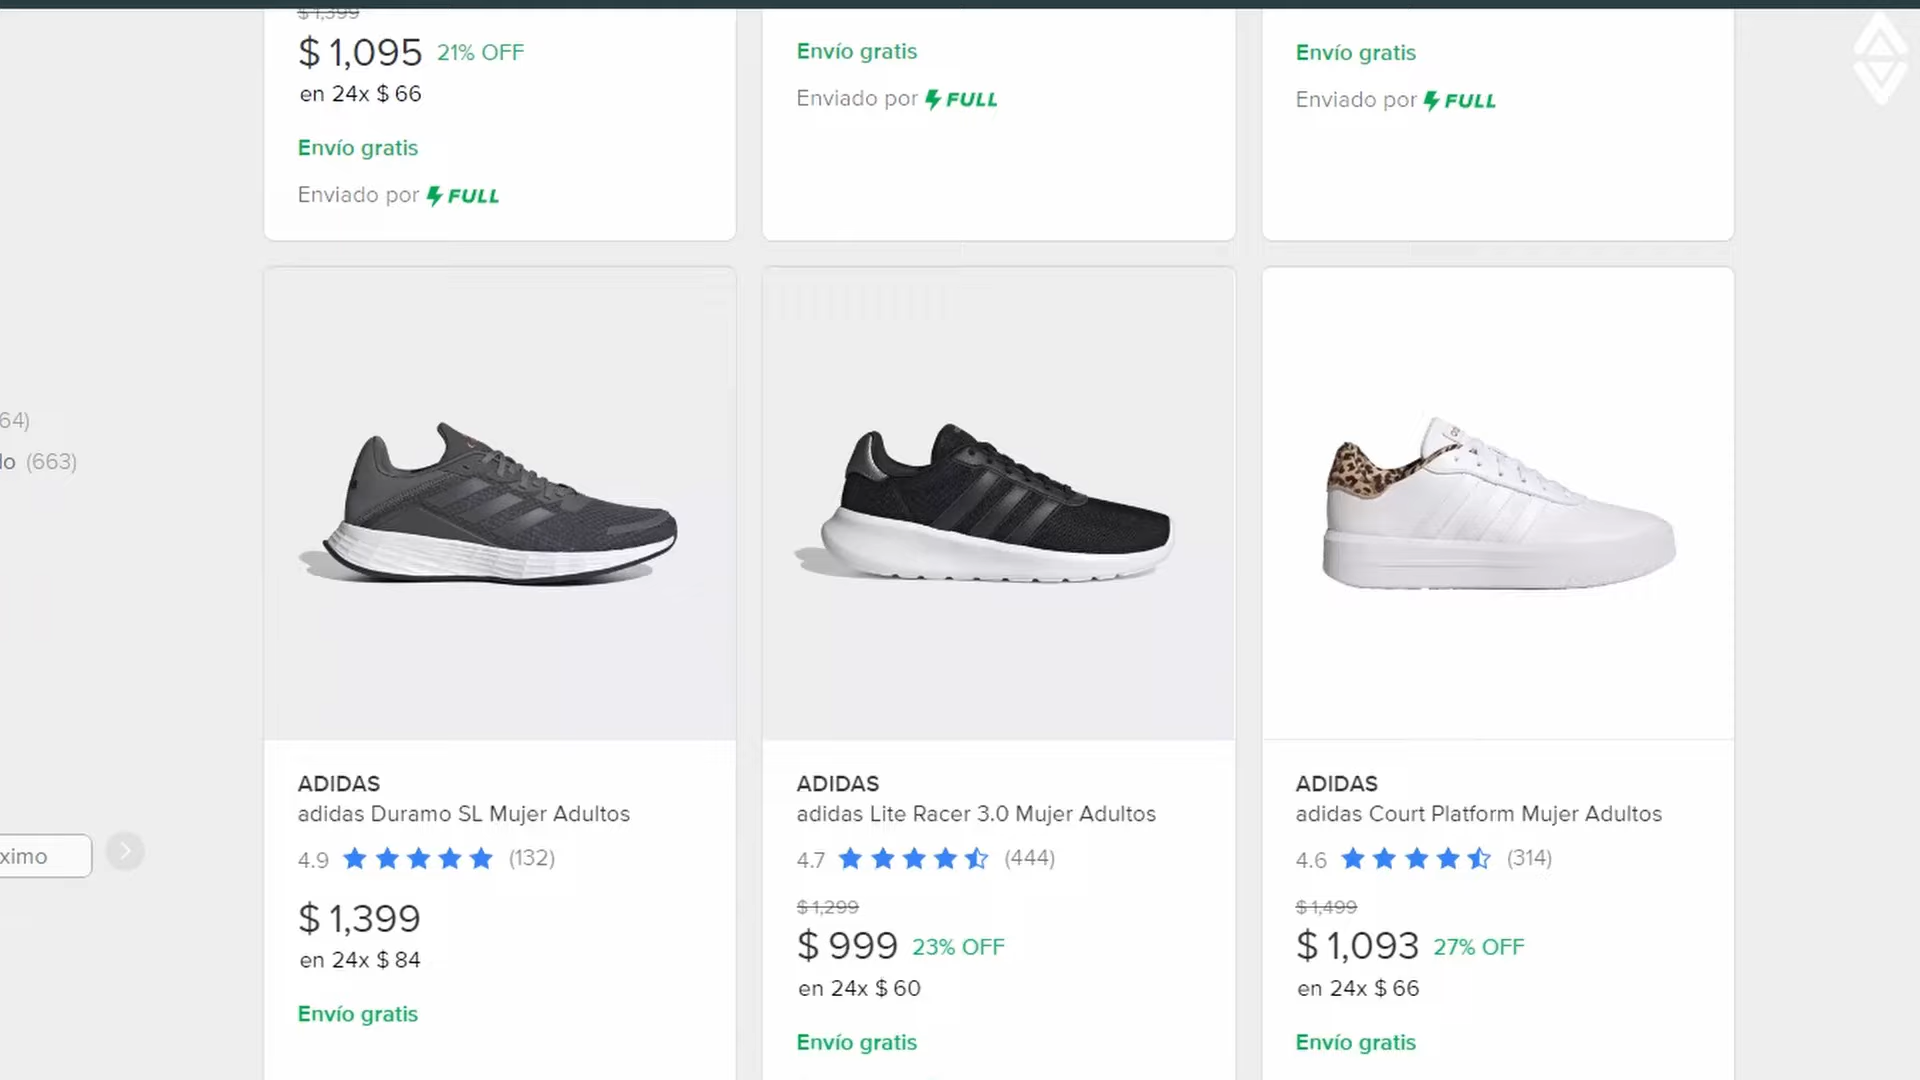 $ 1,399
$ 1,095 21% OFF
en 24x $ 66
Envío gratis
Enviado por FULL
Envío gratis
Enviado por FULL
Envío gratis
Enviado por FULL
64)
do (663)
ximo
ADIDAS
adidas Duramo SL Mujer Adultos
4.9 (132)
$ 1,399
en 24x $ 84
Envío gratis
ADIDAS
adidas Lite Racer 3.0 Mujer Adultos
4.7 (444)
$ 1,299
$ 999 23% OFF
en 24x $ 60
Envío gratis
ADIDAS
adidas Court Platform Mujer Adultos
4.6 (314)
$ 1,499
$ 1,093 27% OFF
en 24x $ 66
Envío gratis